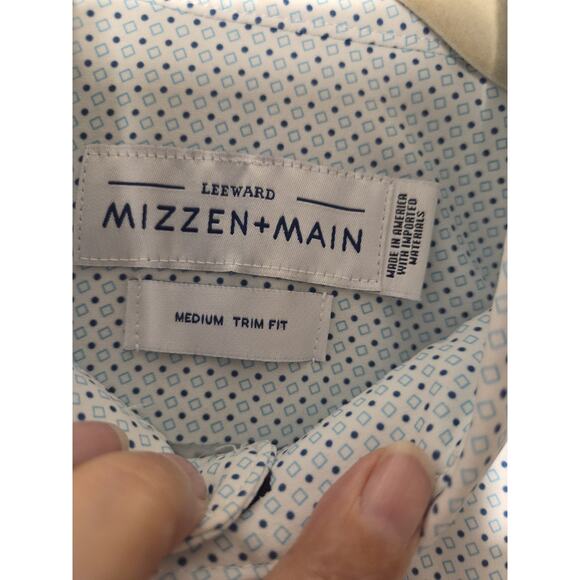 LEEWARD
MIZZEN+MAIN
MADE IN AMERICA
WITH IMPORTED
MATERIALS
MEDIUM TRIM FIT